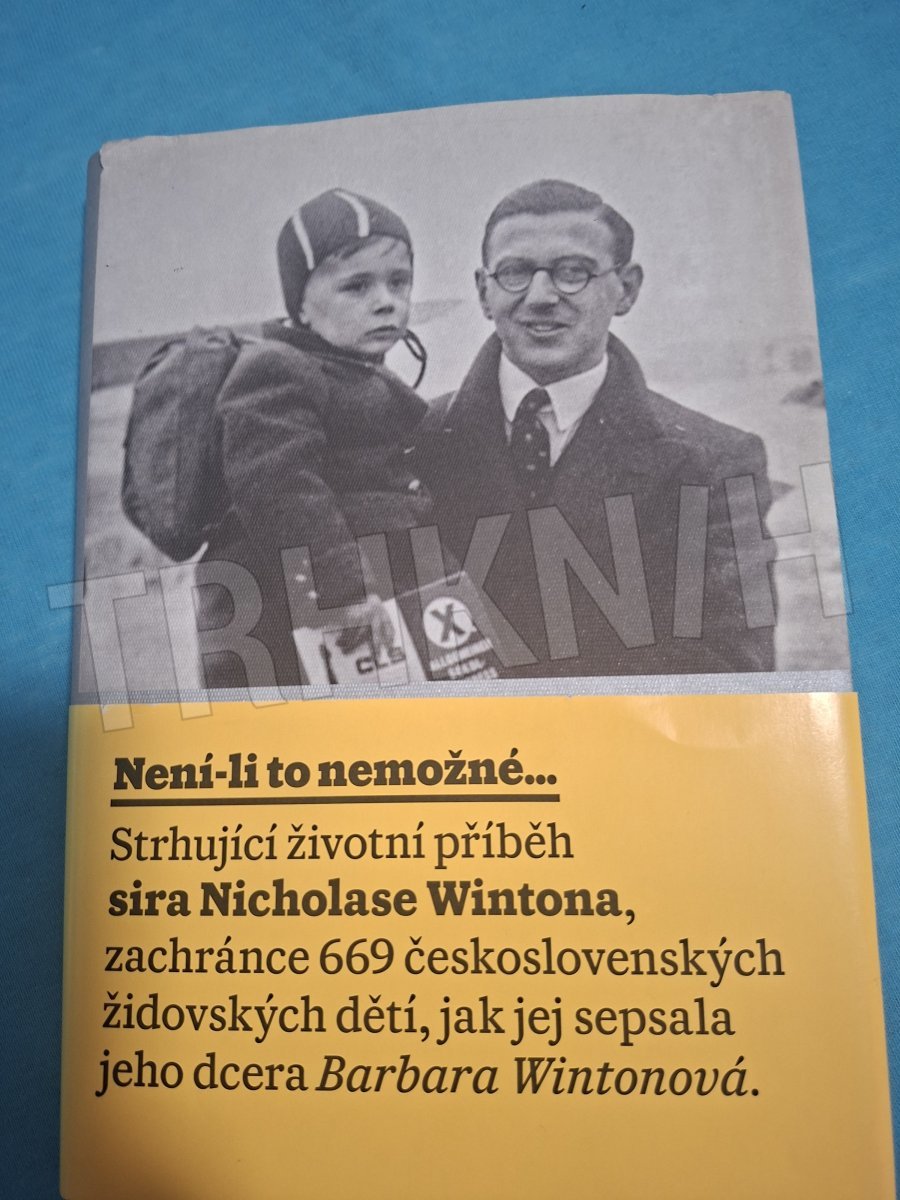 TRHKNIH
X
Není-li to nemožné...
Strhující životní příběh
sira Nicholase Wintona,
zachránce 669 československých
židovských dětí, jak jej sepsala
jeho dcera Barbara Wintonová.